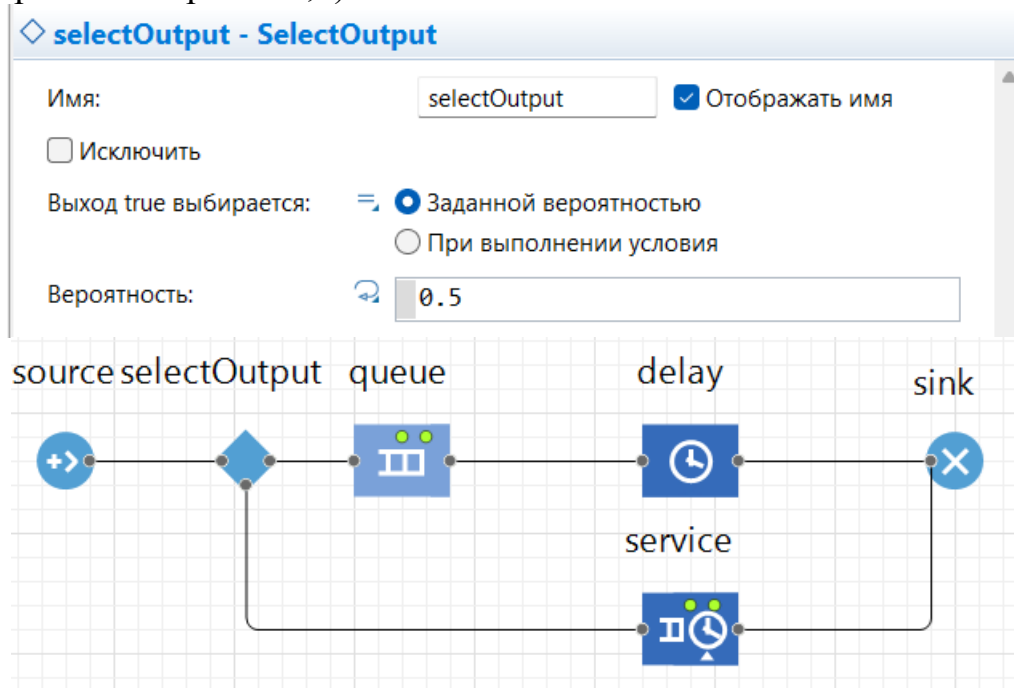 selectOutput - SelectOutput
Имя: selectOutput Отображать имя
Исключить
Выход true выбирается: Заданной вероятностью
При выполнении условия
Вероятность: 0.5
source selectOutput queue delay sink
service